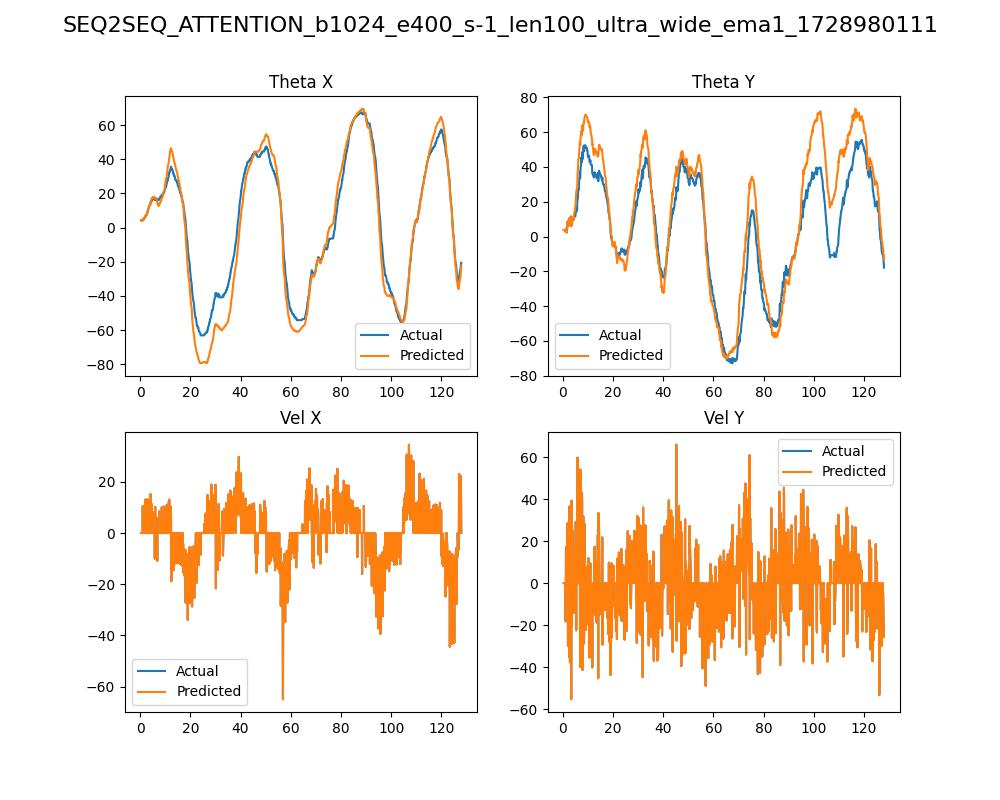 SEQ2SEQ_ATTENTION_b1024_e400_s-1_len100_ultra_wide_ema1_1728980111
Theta X
60
40
20
0
−20
−40
−60
−80
0 20 40 60 80 100 120
Actual
Predicted
Theta Y
80
60
40
20
0
−20
−40
−60
−80
0 20 40 60 80 100 120
Actual
Predicted
Vel X
20
0
−20
−40
−60
0 20 40 60 80 100 120
Actual
Predicted
Vel Y
60
40
20
0
−20
−40
−60
0 20 40 60 80 100 120
Actual
Predicted